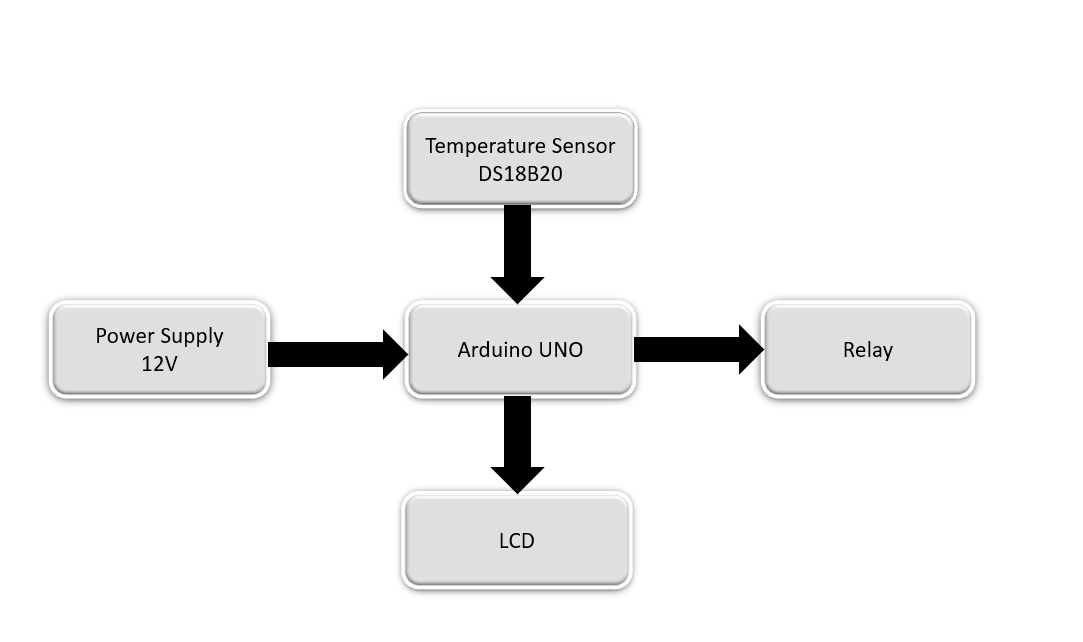 Temperature Sensor
DS18B20
Power Supply
12V
Arduino UNO
Relay
LCD